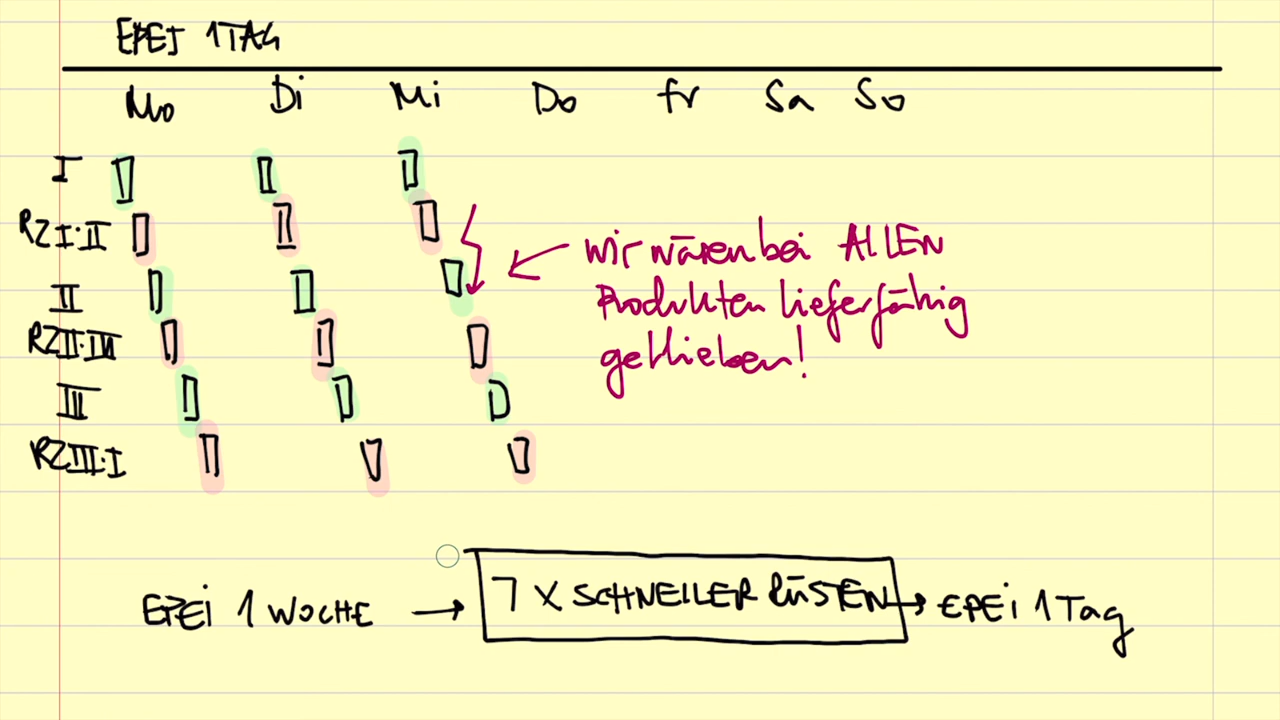 EPEI 1 TAG
Mo Di Mi Do Fr Sa So
I
RZ I:II
wir wären bei ALLEN
II
Produkten lieferfähig
RZ II:III
geblieben!
III
RZ III:I
EPEI 1 WOCHE → 7 X SCHNELLER RÜSTEN → EPEI 1 Tag